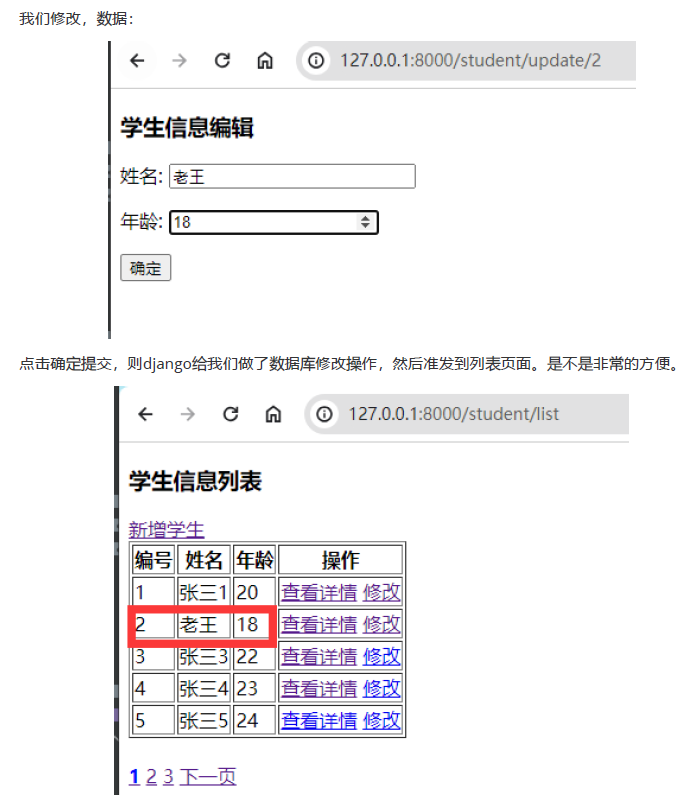 我们修改，数据：
127.0.0.1:8000/student/update/2
学生信息编辑
姓名: 老王
年龄: 18
确定
点击确定提交，则django给我们做了数据库修改操作，然后准发到列表页面。是不是非常的方便。
127.0.0.1:8000/student/list
学生信息列表
新增学生
编号 姓名 年龄 操作
1 张三1 20 查看详情 修改
2 老王 18 查看详情 修改
3 张三3 22 查看详情 修改
4 张三4 23 查看详情 修改
5 张三5 24 查看详情 修改
1 2 3 下一页